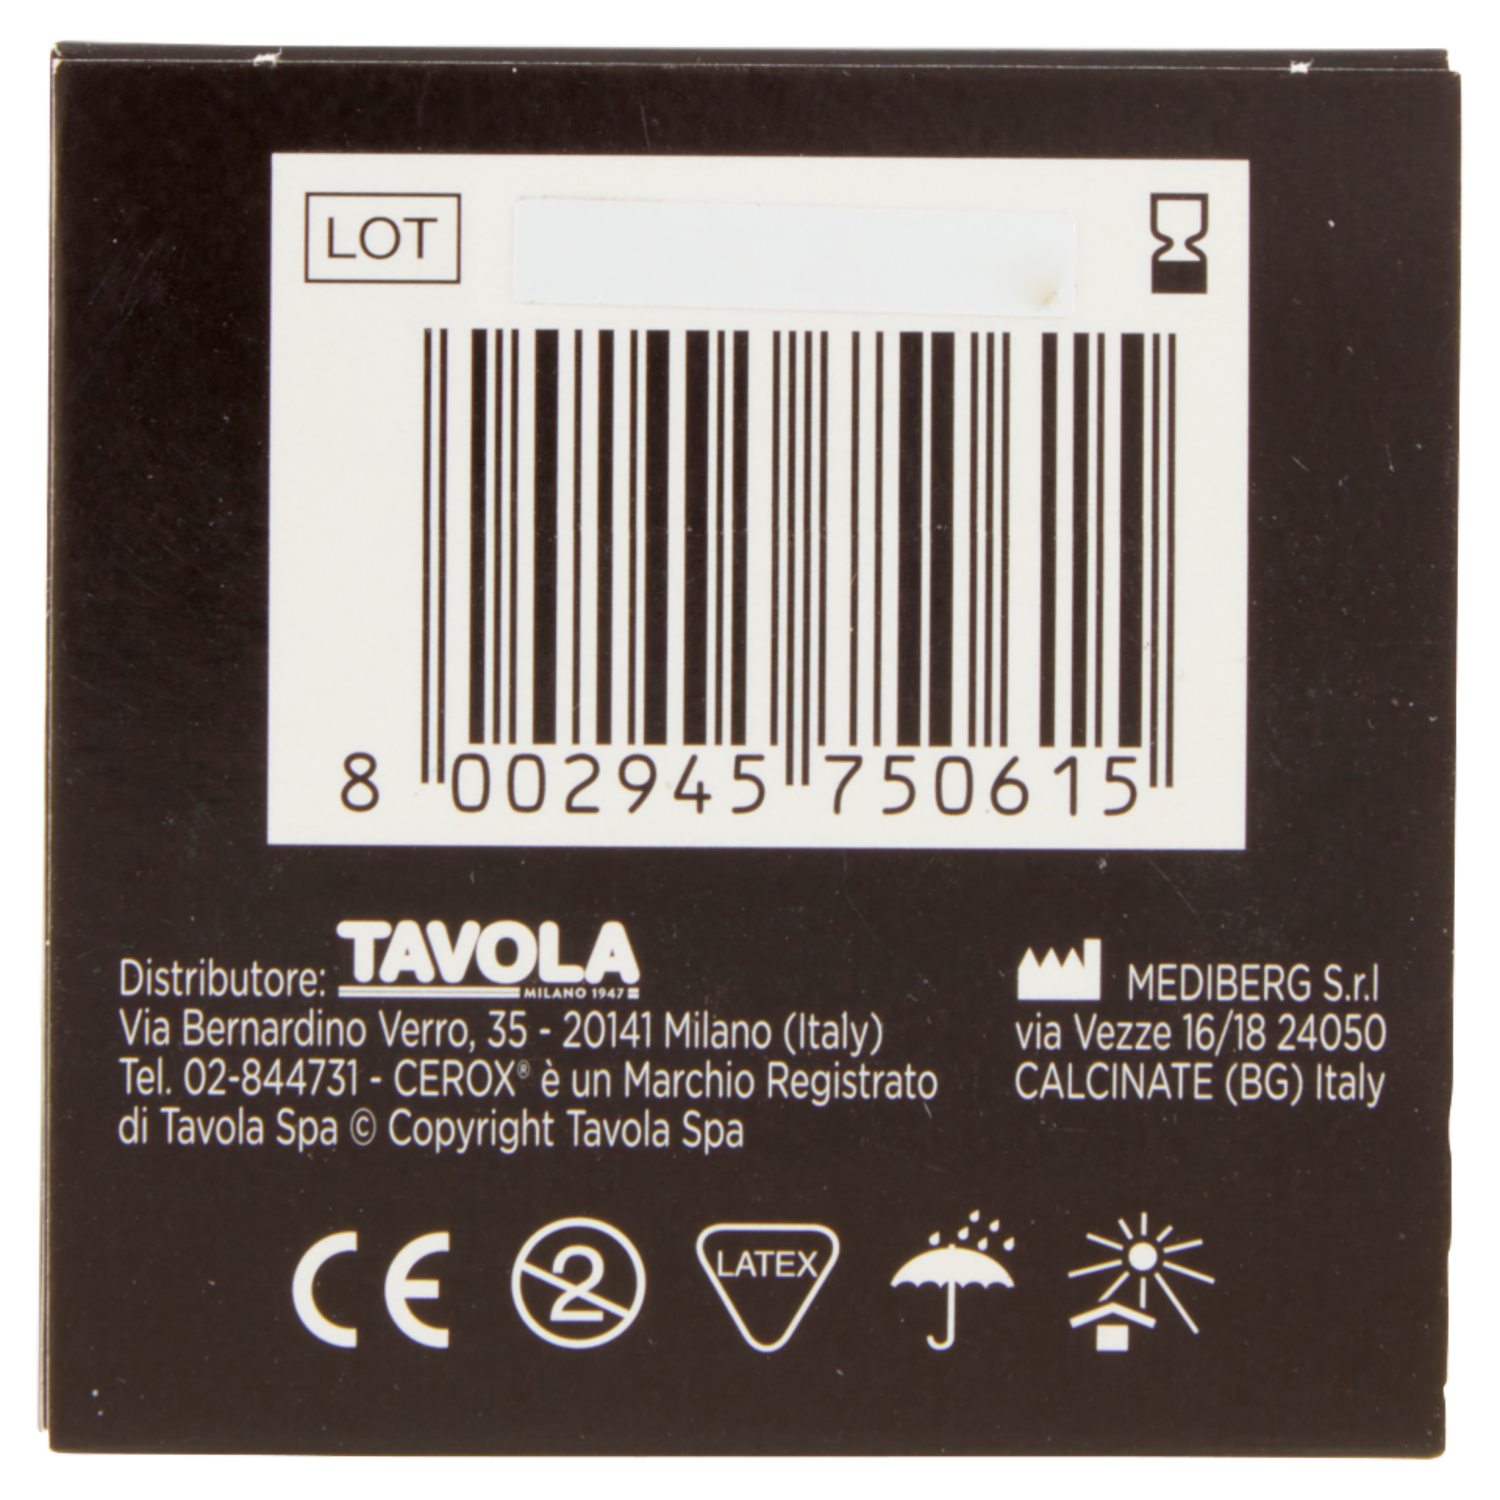 LOT
8 002945 750615
Distributore: TAVOLA
MILANO 1947
Via Bernardino Verro, 35 - 20141 Milano (Italy)
Tel. 02-844731 - CEROX® è un Marchio Registrato
di Tavola Spa © Copyright Tavola Spa
MEDIBERG S.r.l
via Vezze 16/18 24050
CALCINATE (BG) Italy
CE
2
LATEX